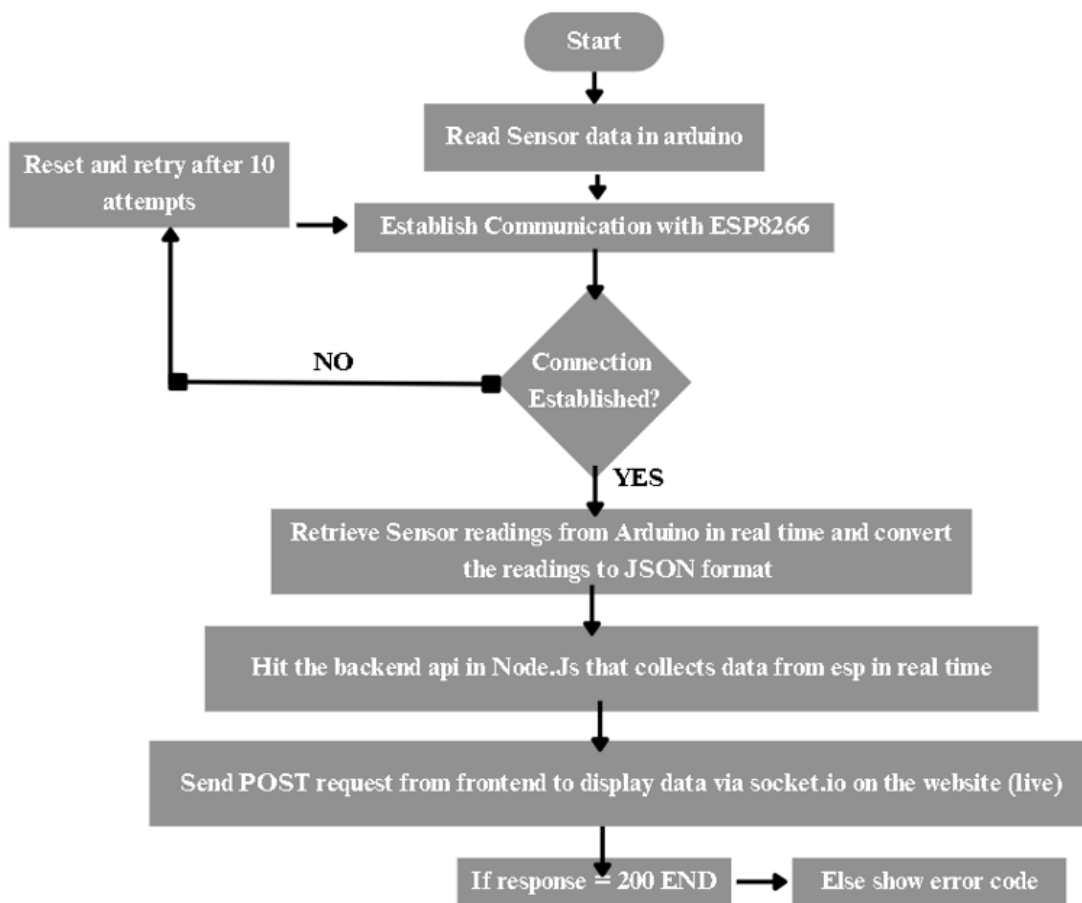 Start
Read Sensor data in arduino
Reset and retry after 10
attempts
Establish Communication with ESP8266
Connection
Established?
NO
YES
Retrieve Sensor readings from Arduino in real time and convert
the readings to JSON format
Hit the backend api in Node.Js that collects data from esp in real time
Send POST request from frontend to display data via socket.io on the website (live)
If response = 200 END
Else show error code